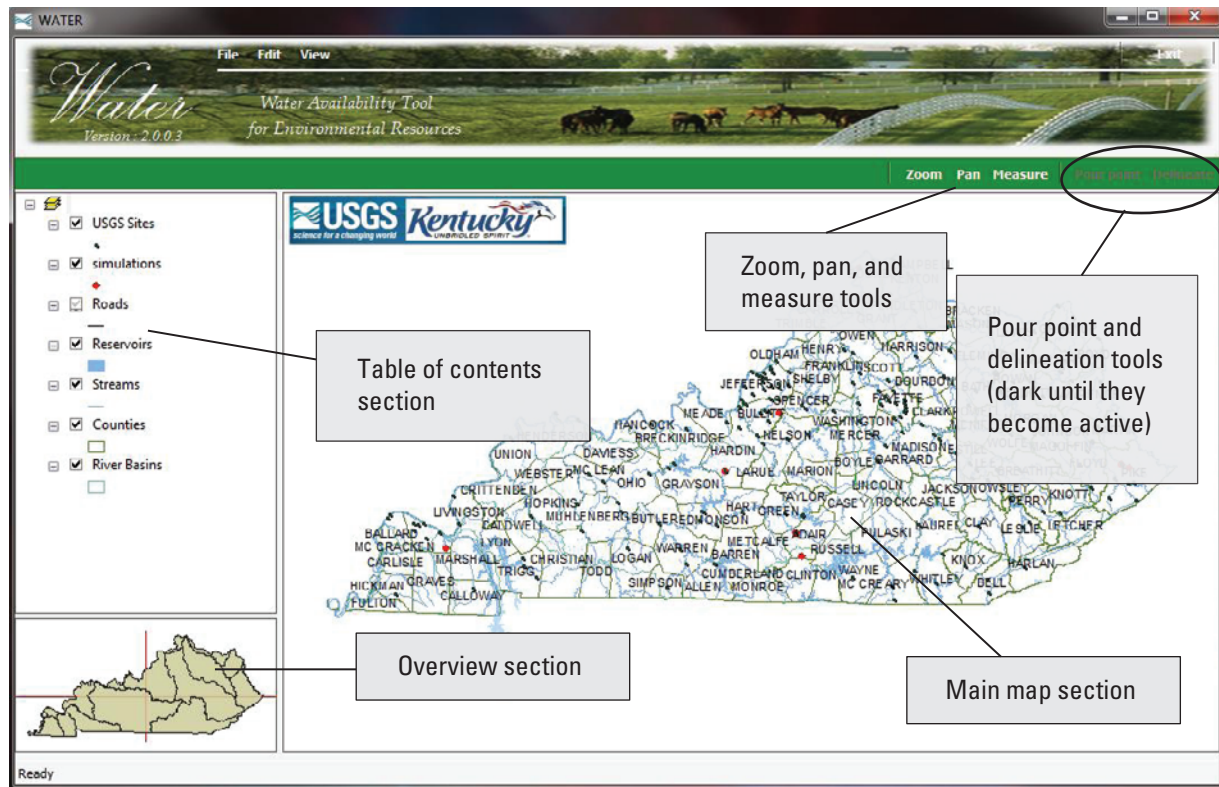 WATER
File Edit View Exit
Water
Version : 2.0.0.3
Water Availability Tool
for Environmental Resources
Zoom Pan Measure Pour point Delineate
USGS Sites
simulations
Roads
Reservoirs
Streams
Counties
River Basins
USGS
science for a changing world
Kentucky
UNBRIDLED SPIRIT
Zoom, pan, and
measure tools
Pour point and
delineation tools
(dark until they
become active)
Table of contents
section
Overview section
Main map section
OWEN
OLDHAM HENRY HARRISON
FRANKLIN SCOTT
JEFFERSON SHELBY BOURBON
SPENCER FAYETTE
MEADE CLARK
HANCOCK WASHINGTON
BRECKINRIDGE NELSON MERCER
UNION DAVIESS HARDIN MADISON
WEBSTER MC LEAN BOYLE GARRARD
OHIO GRAYSON LARUE MARION
CRITTENDEN LINCOLN JACKSON OWSLEY
HOPKINS TAYLOR CASEY ROCKCASTLE PERRY KNOTT
LIVINGSTON HART GREEN
CALDWELL MUHLENBERG BUTLER EDMONSON LAUREL CLAY LESLIE LETCHER
BALLARD METCALFE ADAIR PULASKI
MC CRACKEN LYON WARREN BARREN RUSSELL
CARLISLE MARSHALL CHRISTIAN LOGAN KNOX HARLAN
TRIGG TODD CUMBERLAND CLINTON WAYNE
HICKMAN GRAVES SIMPSON ALLEN MONROE MC CREARY WHITLEY BELL
CALLOWAY
FULTON
Ready